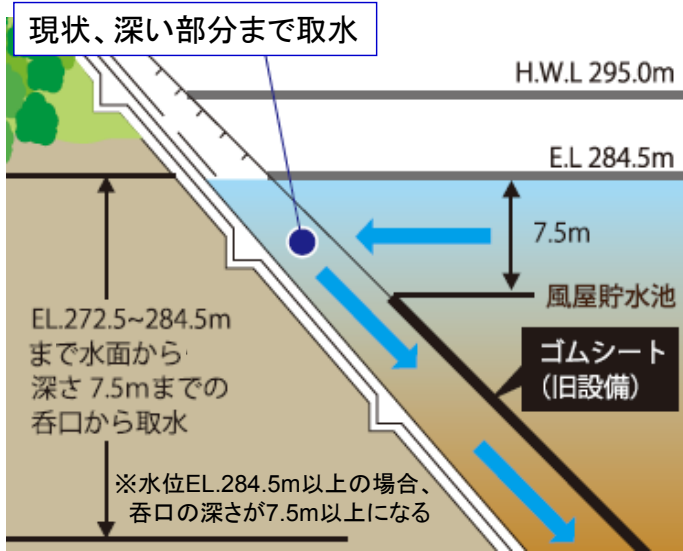 現状、深い部分まで取水
H.W.L 295.0m
E.L 284.5m
7.5m
風屋貯水池
ゴムシート
(旧設備)
EL.272.5~284.5m
まで水面から
深さ 7.5mまでの
呑口から取水
※水位EL.284.5m以上の場合、
呑口の深さが7.5m以上になる